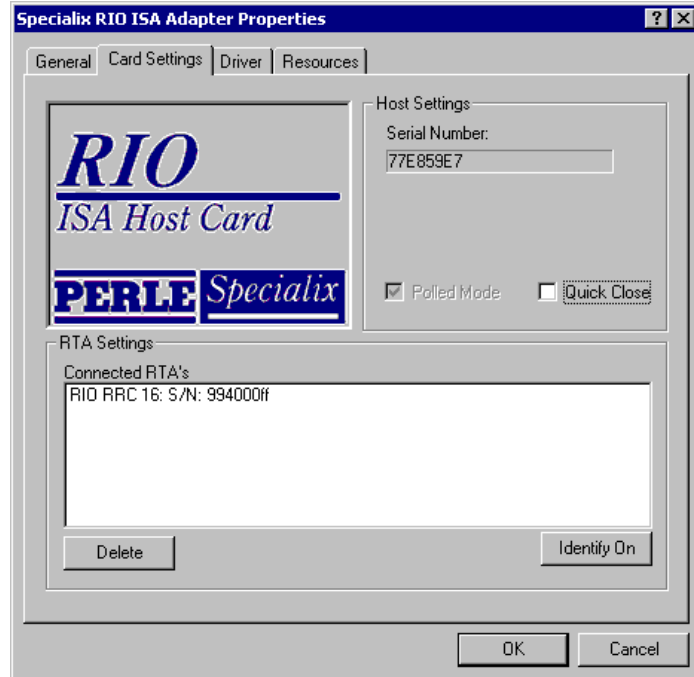 Specialix RIO ISA Adapter Properties
General Card Settings Driver Resources
RIO
ISA Host Card
PERLE Specialix
Host Settings
Serial Number:
77E859E7
Polled Mode Quick Close
RTA Settings
Connected RTA's
RIO RRC 16: S/N: 994000ff
Delete Identify On
OK Cancel